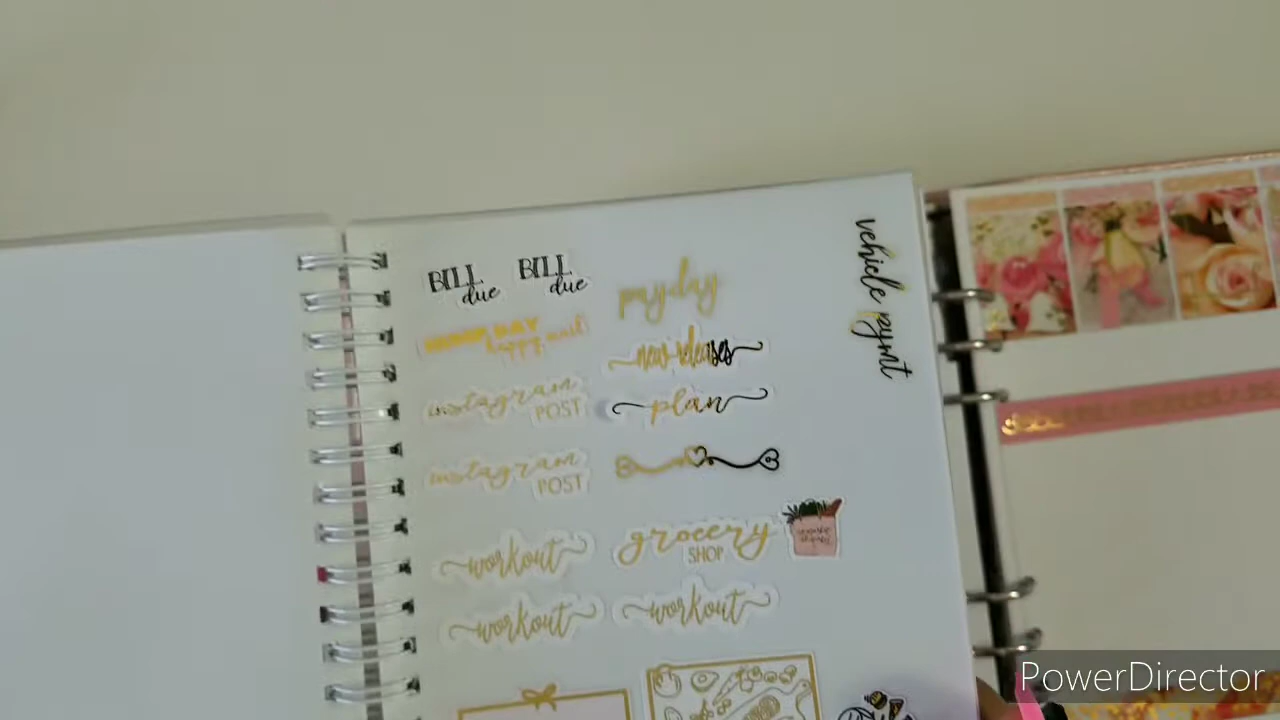 BILL due
BILL due
payday
new releases
instagram POST
plan
instagram POST
grocery SHOP
workout
workout
workout
vehicle pymt
PowerDirector